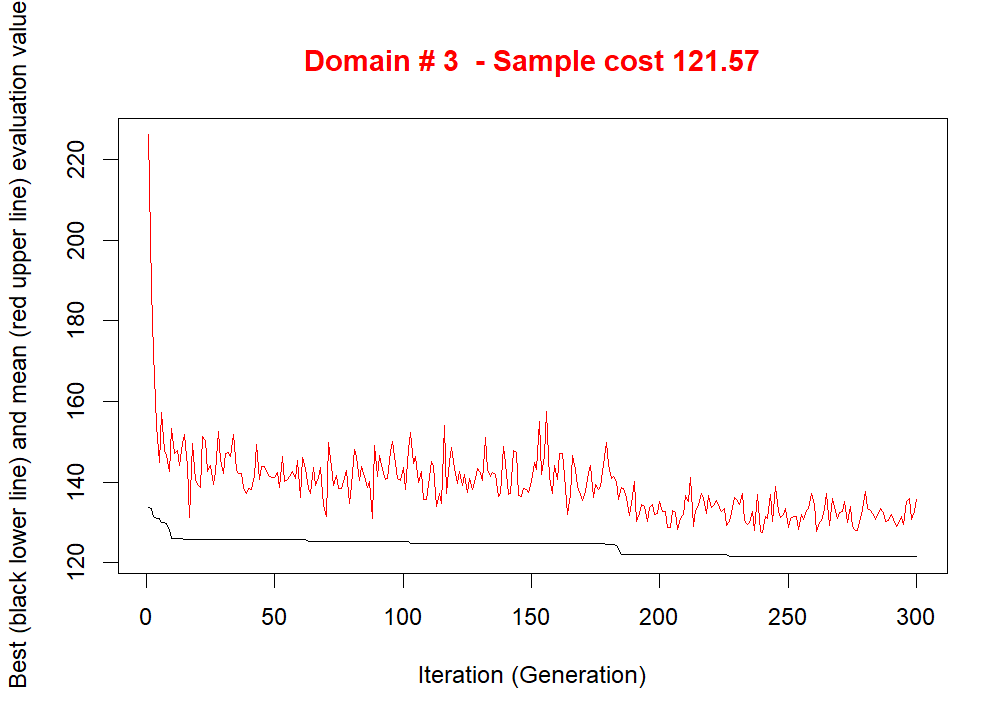 Domain # 3  - Sample cost 121.57
Best (black lower line) and mean (red upper line) evaluation value
220
200
180
160
140
120
0 50 100 150 200 250 300
Iteration (Generation)